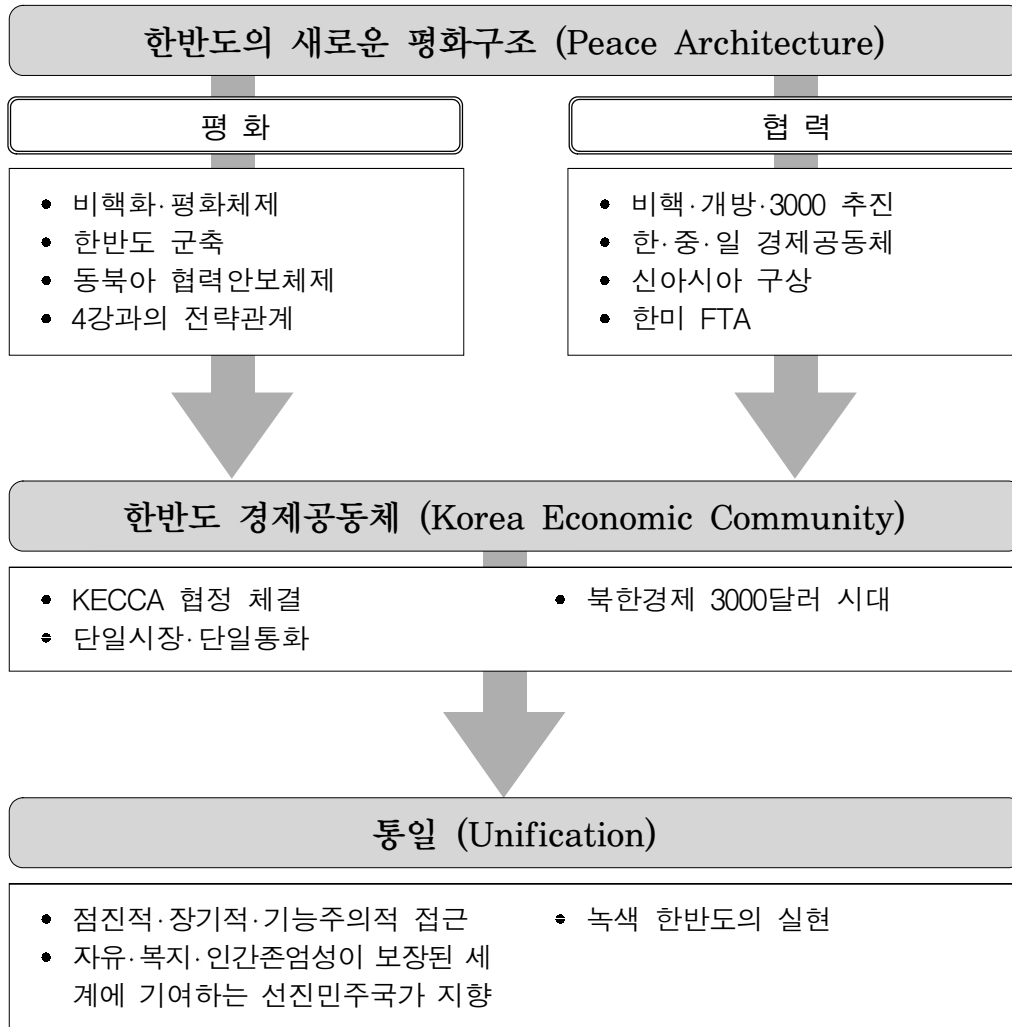 한반도의 새로운 평화구조 (Peace Architecture)
평 화
• 비핵화·평화체제
• 한반도 군축
• 동북아 협력안보체제
• 4강과의 전략관계
협 력
• 비핵·개방·3000 추진
• 한·중·일 경제공동체
• 신아시아 구상
• 한미 FTA
한반도 경제공동체 (Korea Economic Community)
• KECCA 협정 체결
• 단일시장·단일통화
• 북한경제 3000달러 시대
통일 (Unification)
• 점진적·장기적·기능주의적 접근
• 자유·복지·인간존엄성이 보장된 세
계에 기여하는 선진민주국가 지향
• 녹색 한반도의 실현